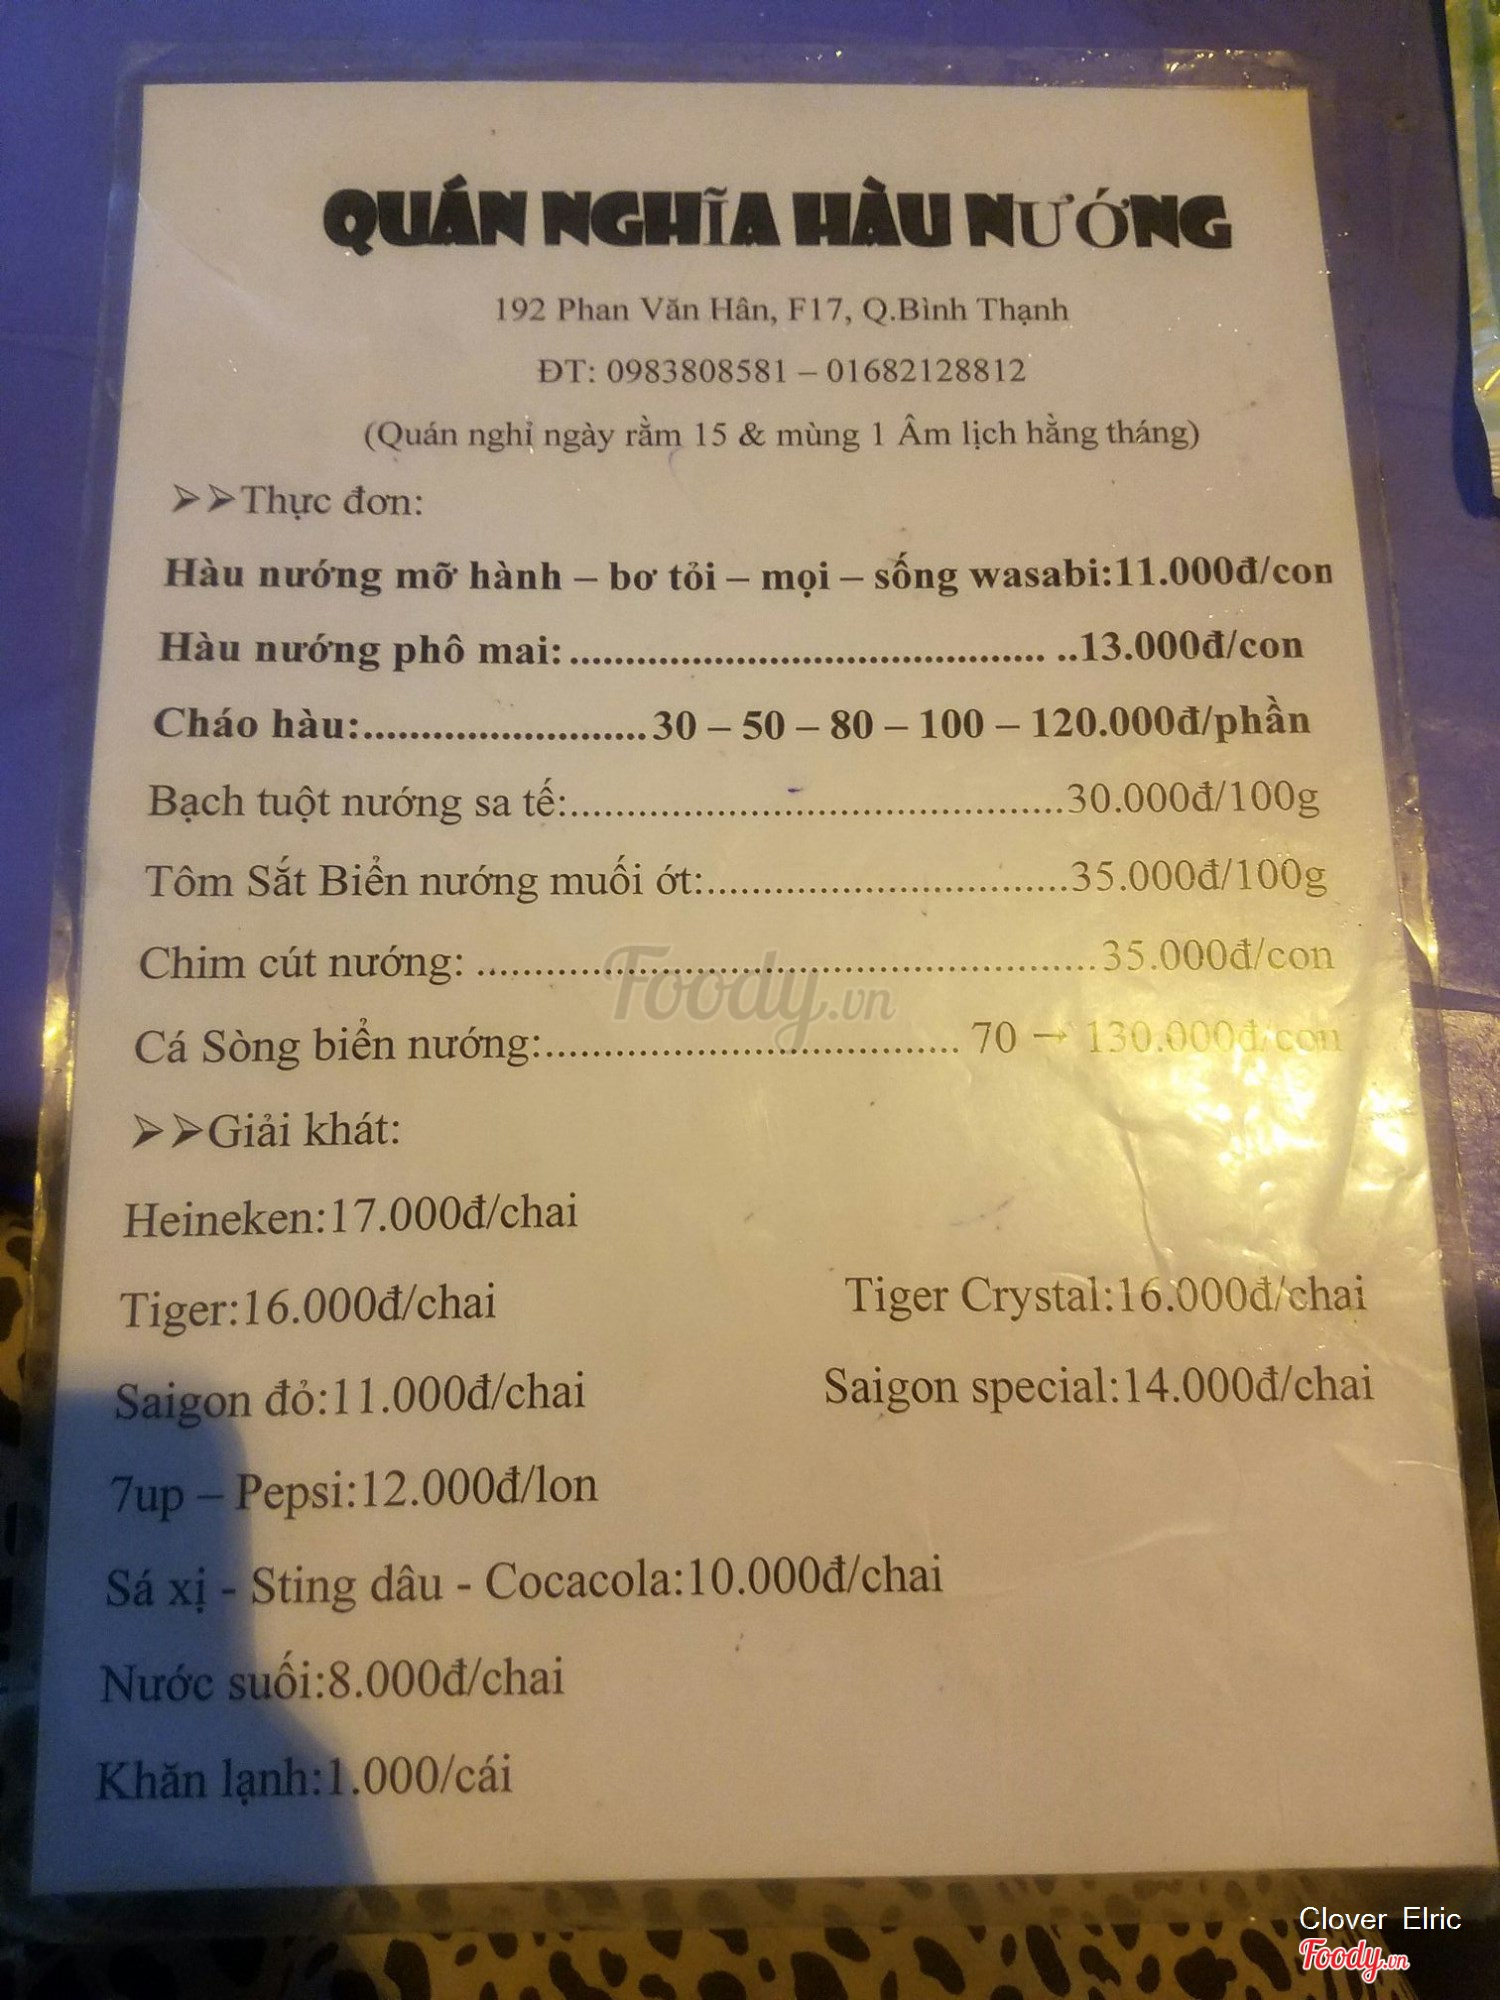 QUÁN NGHĨA HÀU NƯỚNG
192 Phan Văn Hân, F17, Q.Bình Thạnh
ĐT: 0983808581 – 01682128812
(Quán nghỉ ngày rằm 15 & mùng 1 Âm lịch hằng tháng)
➢➢Thực đơn:
Hàu nướng mỡ hành – bơ tỏi – mọi – sống wasabi:11.000đ/con
Hàu nướng phô mai:.......................................... ..13.000đ/con
Cháo hàu:.........................30 – 50 – 80 – 100 – 120.000đ/phần
Bạch tuột nướng sa tế:....................................................30.000đ/100g
Tôm Sắt Biển nướng muối ớt:......................................35.000đ/100g
Chim cút nướng: .......................................................35.000đ/con
Foody.vn
Cá Sòng biển nướng:.................................... 70 → 130.000đ/con
➢➢Giải khát:
Heineken:17.000đ/chai
Tiger:16.000đ/chai Tiger Crystal:16.000đ/chai
Saigon đỏ:11.000đ/chai Saigon special:14.000đ/chai
7up – Pepsi:12.000đ/lon
Sá xị - Sting dâu - Cocacola:10.000đ/chai
Nước suối:8.000đ/chai
Khăn lạnh:1.000/cái
Clover Elric
Foody.vn